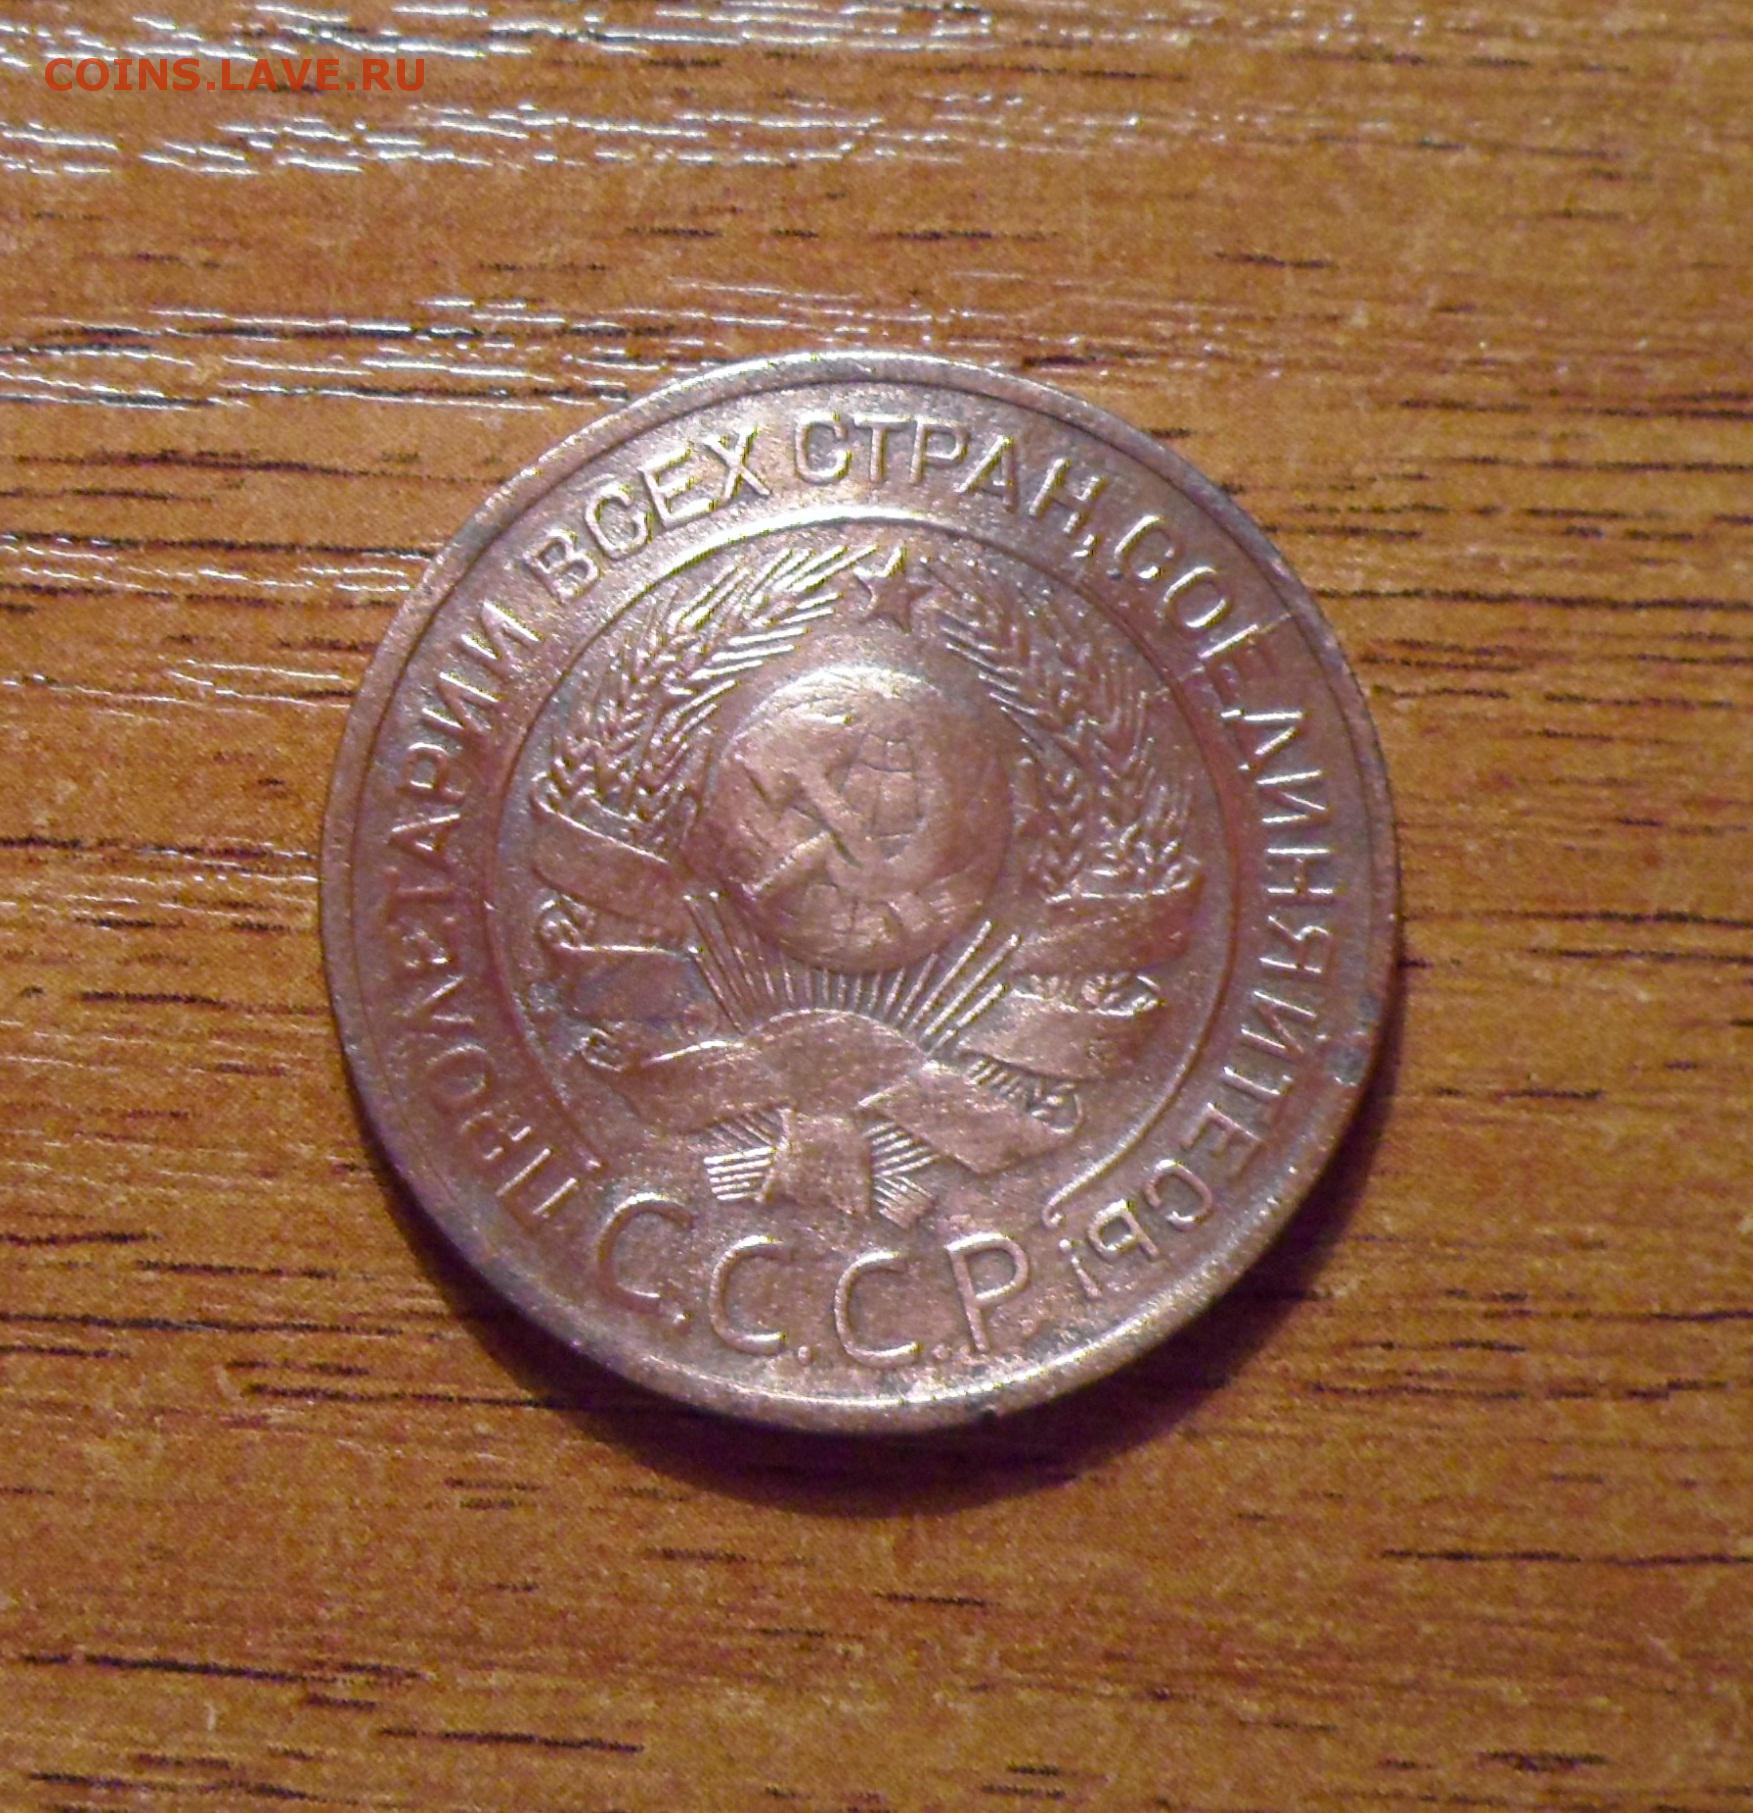 COINS.LAVE.RU
ПРОЛЕТАРИИ ВСЕХ СТРАН, СОЕДИНЯЙТЕСЬ!
С.С.С.Р.